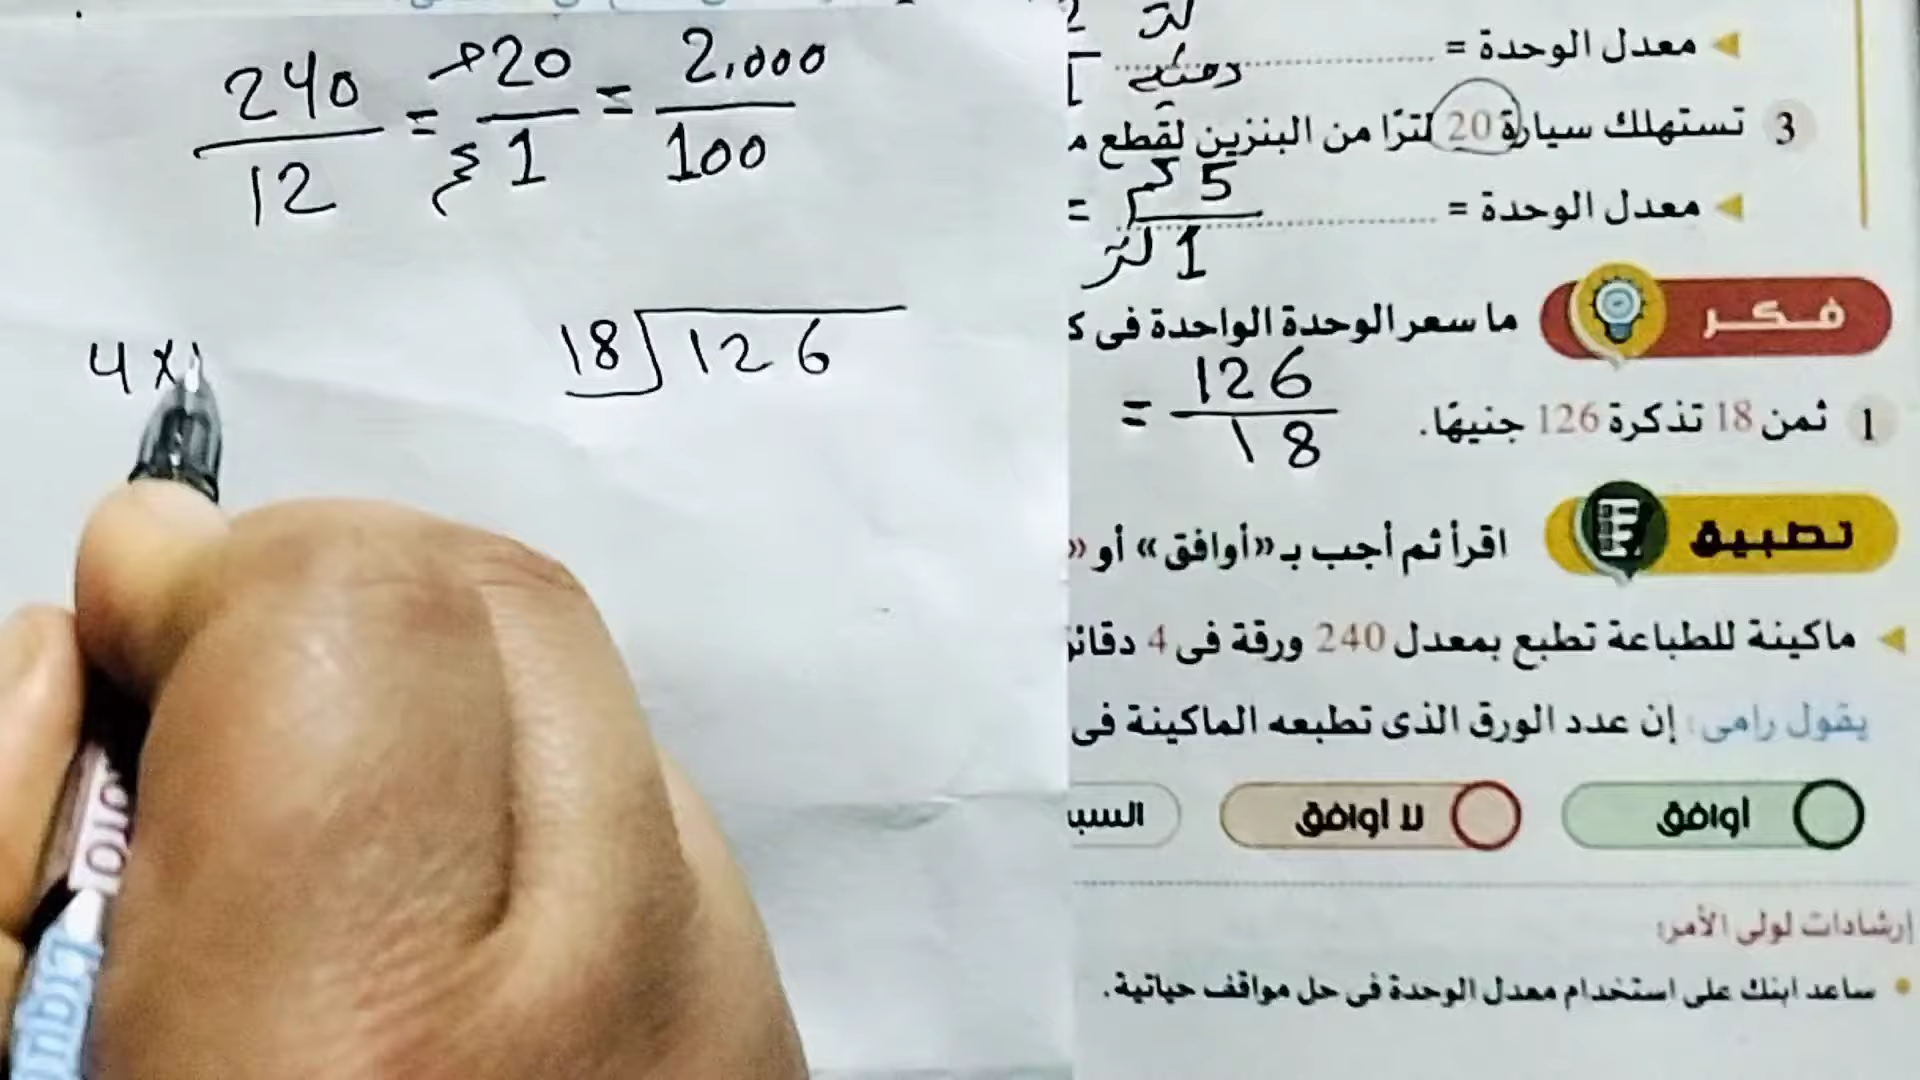 240/12 = م20/ع1 = 2.000/100
4 ×
18 126
لتر
دقيقة 1
◀ معدل الوحدة = ..............................
3 تستهلك سيارة 20 لترًا من البنزين لقطع
◀ معدل الوحدة = .............................. = 5 كم / 1 لتر
فكر ما سعر الوحدة الواحدة فى
1 ثمن 18 تذكرة 126 جنيهًا. = 126/18
تطبيق اقرأ ثم أجب بـ «أوافق» أو «
◀ ماكينة للطباعة تطبع بمعدل 240 ورقة فى 4
يقول رامى: إن عدد الورق الذى تطبعه الماكينة فى
أوافق لا أوافق
إرشادات لولى الأمر:
• ساعد ابنك على استخدام معدل الوحدة فى حل مواقف حياتية.